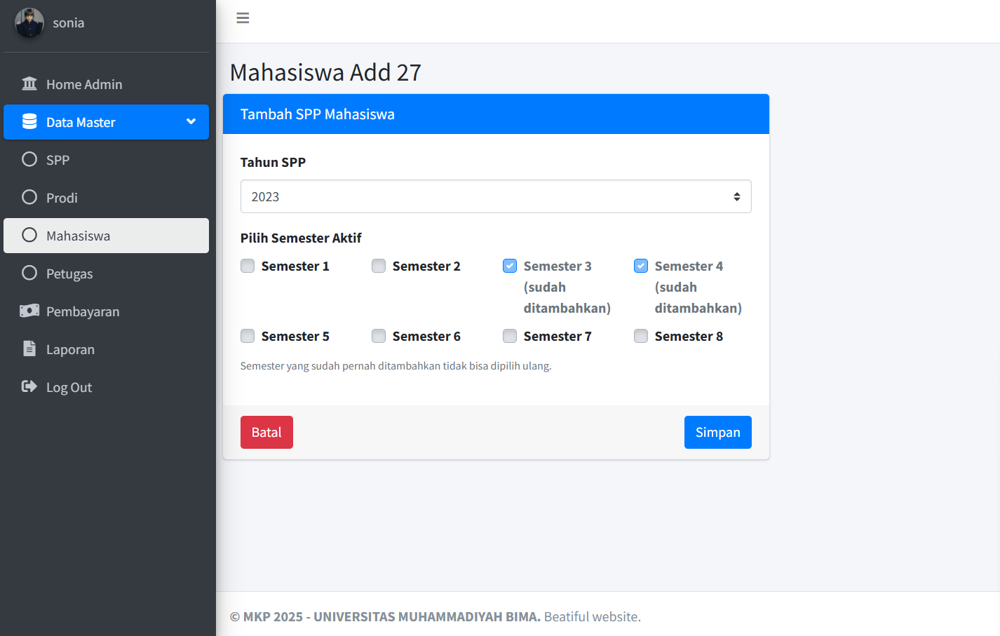 sonia
Home Admin
Data Master
SPP
Prodi
Mahasiswa
Petugas
Pembayaran
Laporan
Log Out
Mahasiswa Add 27
Tambah SPP Mahasiswa
Tahun SPP
2023
Pilih Semester Aktif
Semester 1
Semester 2
Semester 3
(sudah
ditambahkan)
Semester 4
(sudah
ditambahkan)
Semester 5
Semester 6
Semester 7
Semester 8
Semester yang sudah pernah ditambahkan tidak bisa dipilih ulang.
Batal
Simpan
© MKP 2025 - UNIVERSITAS MUHAMMADIYAH BIMA. Beatiful website.